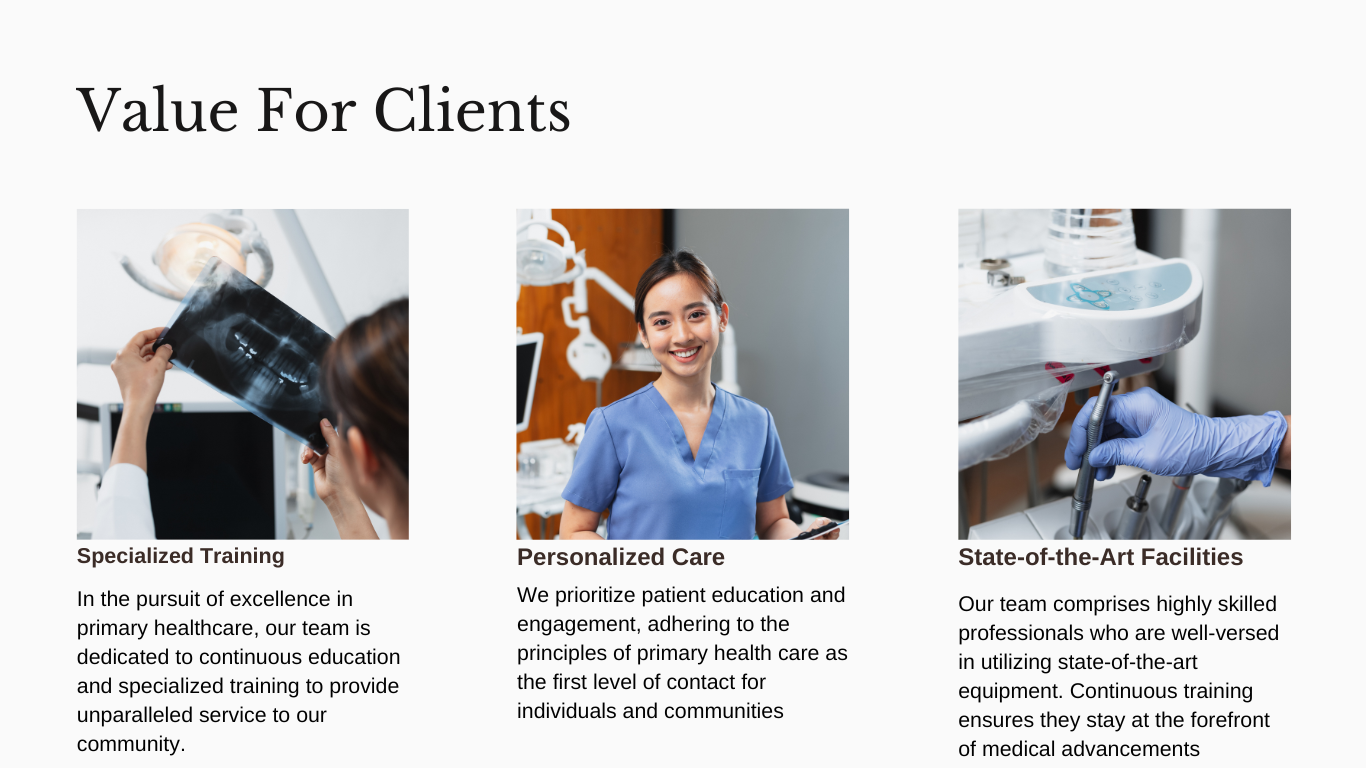 Value For Clients
Specialized Training
In the pursuit of excellence in
primary healthcare, our team is
dedicated to continuous education
and specialized training to provide
unparalleled service to our
community.
Personalized Care
We prioritize patient education and
engagement, adhering to the
principles of primary health care as
the first level of contact for
individuals and communities
State-of-the-Art Facilities
Our team comprises highly skilled
professionals who are well-versed
in utilizing state-of-the-art
equipment. Continuous training
ensures they stay at the forefront
of medical advancements